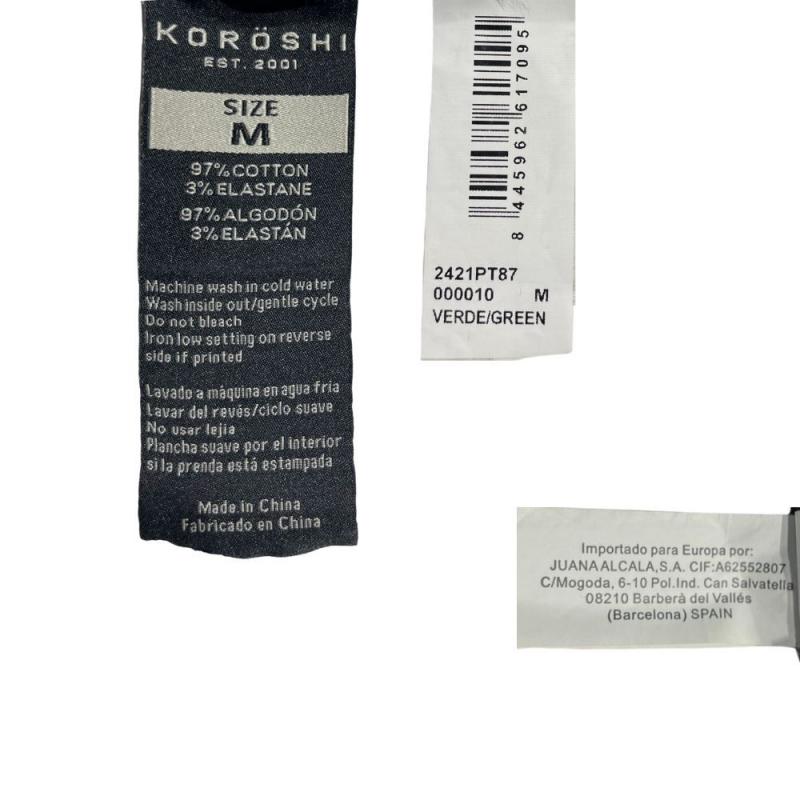 KORÖSHI
EST. 2001
SIZE
M
97% COTTON
3% ELASTANE
97% ALGODÓN
3% ELASTÁN
Machine wash in cold water
Wash inside out/gentle cycle
Do not bleach
Iron low setting on reverse
side if printed
Lavado a máquina en agua fria
Lavar del revés/ciclo suave
No usar lejia
Plancha suave por el interior
si la prenda está estampada
Made in China
Fabricado en China
8 445962 617095
2421PT87
000010 M
VERDE/GREEN
Importado para Europa por:
JUANA ALCALA,S.A. CIF:A62552807
C/Mogoda, 6-10 Pol.Ind. Can Salvatella
08210 Barberà del Vallés
(Barcelona) SPAIN